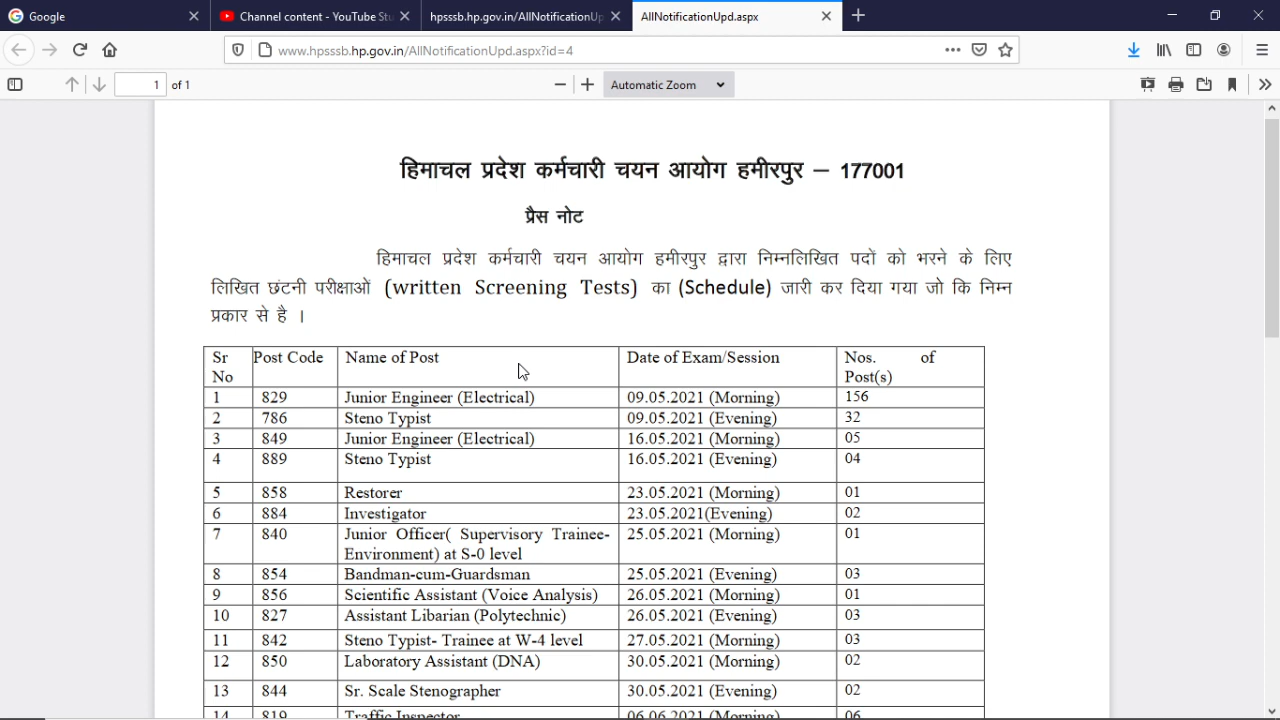 Google
Channel content - YouTube Stu
hpsssb.hp.gov.in/AllNotificationUp
AllNotificationUpd.aspx
www.hpsssb.hp.gov.in/AllNotificationUpd.aspx?id=4
1 of 1
Automatic Zoom
हिमाचल प्रदेश कर्मचारी चयन आयोग हमीरपुर – 177001
प्रैस नोट
हिमाचल प्रदेश कर्मचारी चयन आयोग हमीरपुर द्वारा निम्नलिखित पदों को भरने के लिए
लिखित छंटनी परीक्षाओं (written Screening Tests) का (Schedule) जारी कर दिया गया जो कि निम्न
प्रकार से है ।
Sr No Post Code Name of Post Date of Exam/Session Nos. of Post(s)
1 829 Junior Engineer (Electrical) 09.05.2021 (Morning) 156
2 786 Steno Typist 09.05.2021 (Evening) 32
3 849 Junior Engineer (Electrical) 16.05.2021 (Morning) 05
4 889 Steno Typist 16.05.2021 (Evening) 04
5 858 Restorer 23.05.2021 (Morning) 01
6 884 Investigator 23.05.2021(Evening) 02
7 840 Junior Officer( Supervisory Trainee- 25.05.2021 (Morning) 01
Environment) at S-0 level
8 854 Bandman-cum-Guardsman 25.05.2021 (Evening) 03
9 856 Scientific Assistant (Voice Analysis) 26.05.2021 (Morning) 01
10 827 Assistant Librarian (Polytechnic) 26.05.2021 (Evening) 03
11 842 Steno Typist- Trainee at W-4 level 27.05.2021 (Morning) 03
12 850 Laboratory Assistant (DNA) 30.05.2021 (Morning) 02
13 844 Sr. Scale Stenographer 30.05.2021 (Evening) 02
14 819 Traffic Inspector 06.06.2021 (Morning) 06